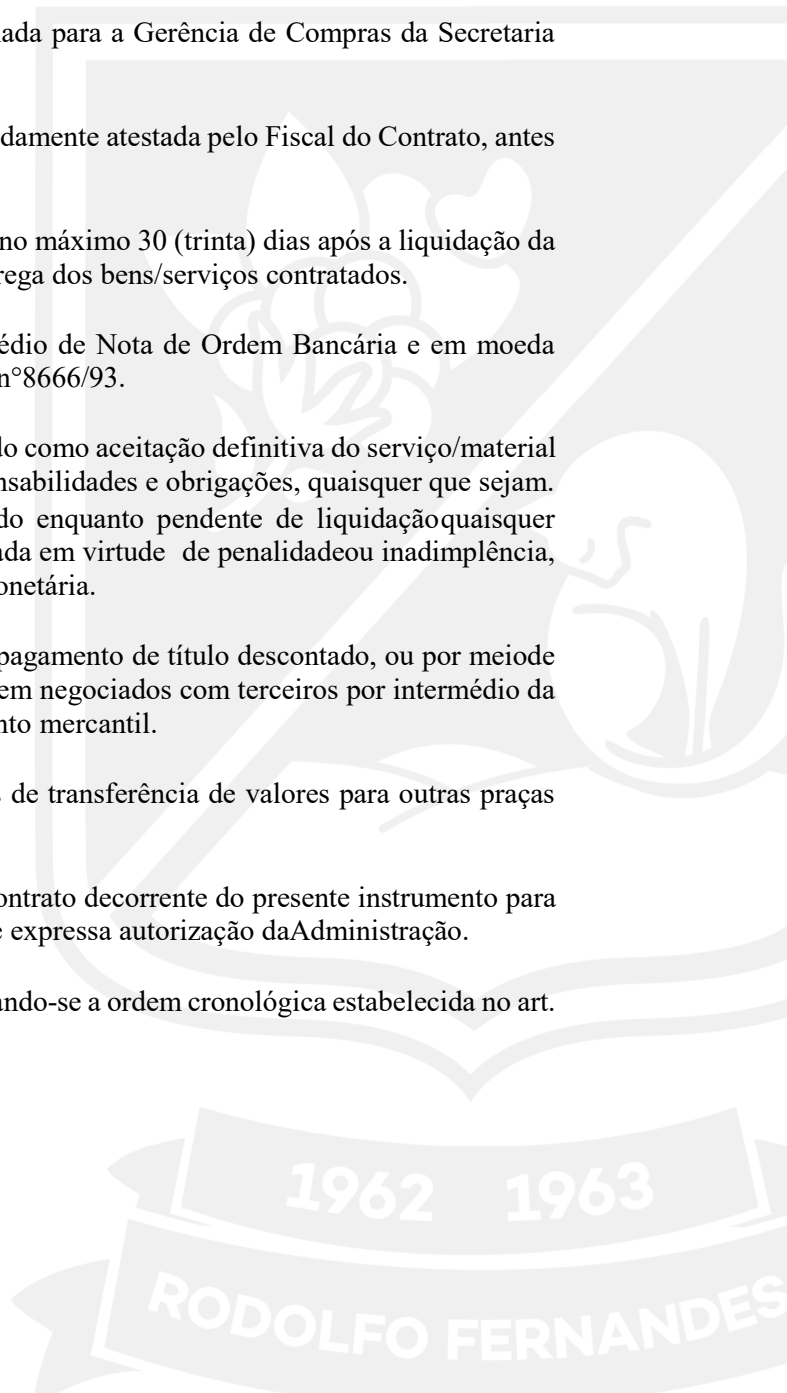 ada para a Gerência de Compras da Secretaria
damente atestada pelo Fiscal do Contrato, antes
no máximo 30 (trinta) dias após a liquidação da
rega dos bens/serviços contratados.
édio de Nota de Ordem Bancária e em moeda
n°8666/93.
do como aceitação definitiva do serviço/material
nsabilidades e obrigações, quaisquer que sejam.
do enquanto pendente de liquidaçãoquaisquer
ada em virtude de penalidadeou inadimplência,
onetária.
pagamento de título descontado, ou por meiode
em negociados com terceiros por intermédio da
nto mercantil.
de transferência de valores para outras praças
ontrato decorrente do presente instrumento para
e expressa autorização daAdministração.
ando-se a ordem cronológica estabelecida no art.
1962 1963
RODOLFO FERNANDES